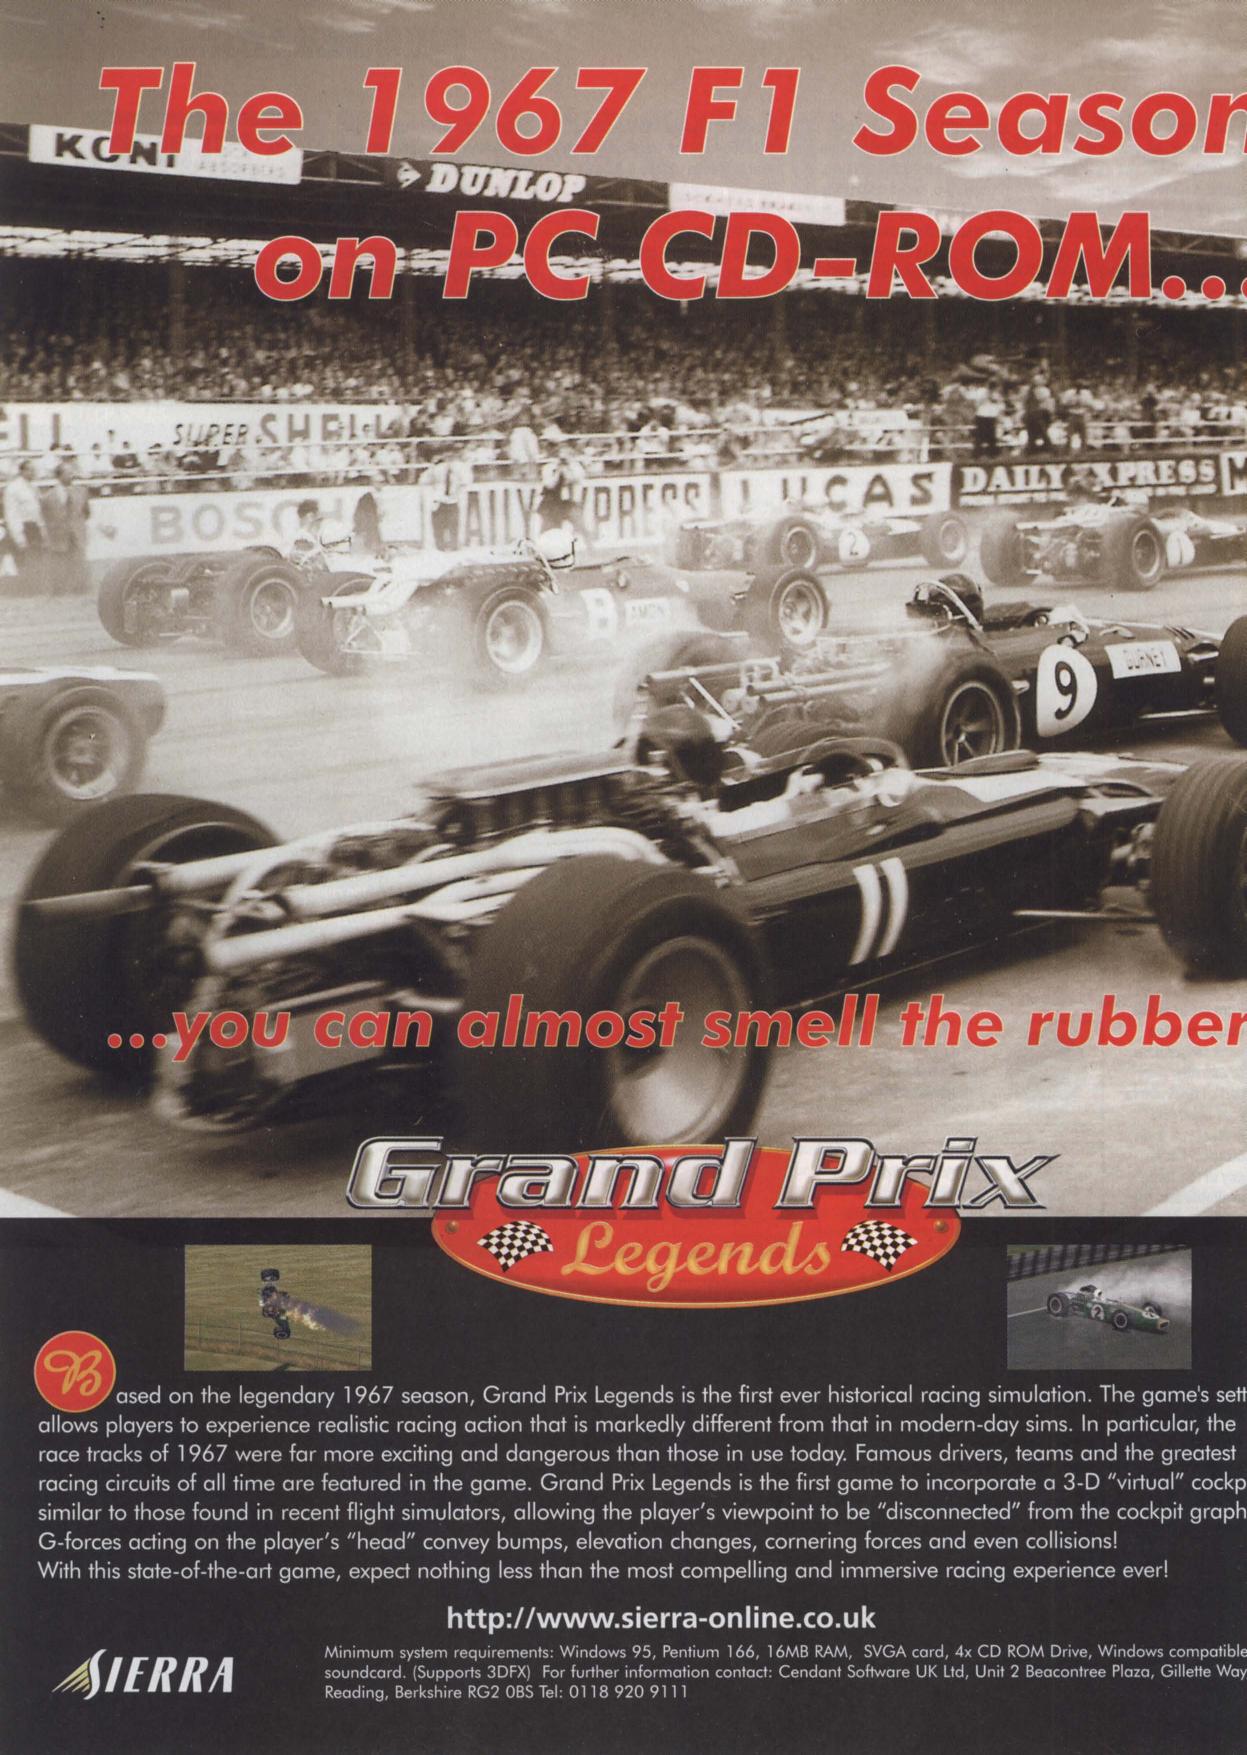 The 1967 F1 Season
KONI
ABSORBERS
DUNLOP
on PC CD-ROM...
SUPER SHELL
BOSCH
DAILY EXPRESS
LUCAS
DAILY EXPRESS
2
1
8 AMON
9 GURNEY
11
...you can almost smell the rubber
Grand Prix
Legends
2
Based on the legendary 1967 season, Grand Prix Legends is the first ever historical racing simulation. The game's sett
allows players to experience realistic racing action that is markedly different from that in modern-day sims. In particular, the
race tracks of 1967 were far more exciting and dangerous than those in use today. Famous drivers, teams and the greatest
racing circuits of all time are featured in the game. Grand Prix Legends is the first game to incorporate a 3-D “virtual” cockp
similar to those found in recent flight simulators, allowing the player’s viewpoint to be “disconnected” from the cockpit graph
G-forces acting on the player’s “head” convey bumps, elevation changes, cornering forces and even collisions!
With this state-of-the-art game, expect nothing less than the most compelling and immersive racing experience ever!
http://www.sierra-online.co.uk
SIERRA
Minimum system requirements: Windows 95, Pentium 166, 16MB RAM, SVGA card, 4x CD ROM Drive, Windows compatible
soundcard. (Supports 3DFX) For further information contact: Cendant Software UK Ltd, Unit 2 Beacontree Plaza, Gillette Way
Reading, Berkshire RG2 0BS Tel: 0118 920 9111